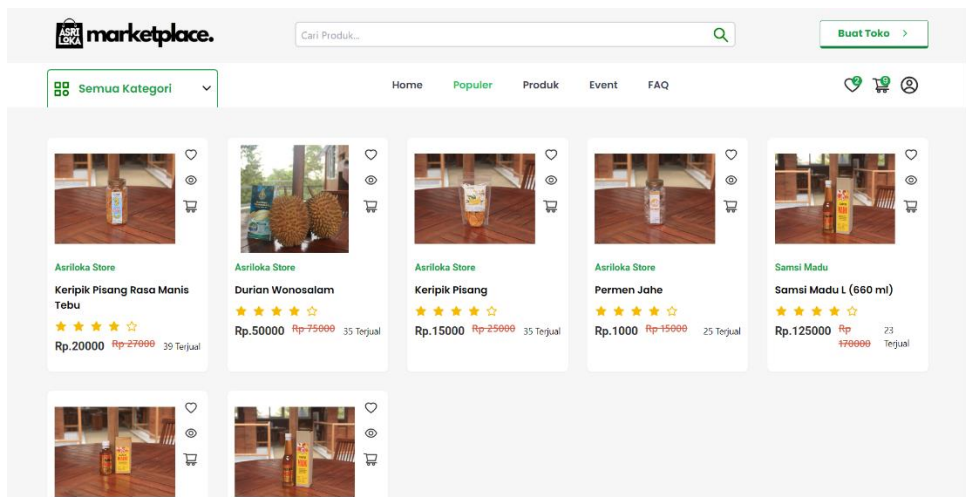 ASRI LOKA marketplace.
Cari Produk...
Buat Toko
Semua Kategori
Home Populer Produk Event FAQ
2 9
Asriloka Store
Keripik Pisang Rasa Manis
Tebu
Rp.20000 Rp 27000 39 Terjual
Asriloka Store
Durian Wonosalam
Rp.50000 Rp 75000 35 Terjual
Asriloka Store
Keripik Pisang
Rp.15000 Rp 25000 35 Terjual
Asriloka Store
Permen Jahe
Rp.1000 Rp 15000 25 Terjual
Samsi Madu
Samsi Madu L (660 ml)
Rp.125000 Rp 23
170000 Terjual